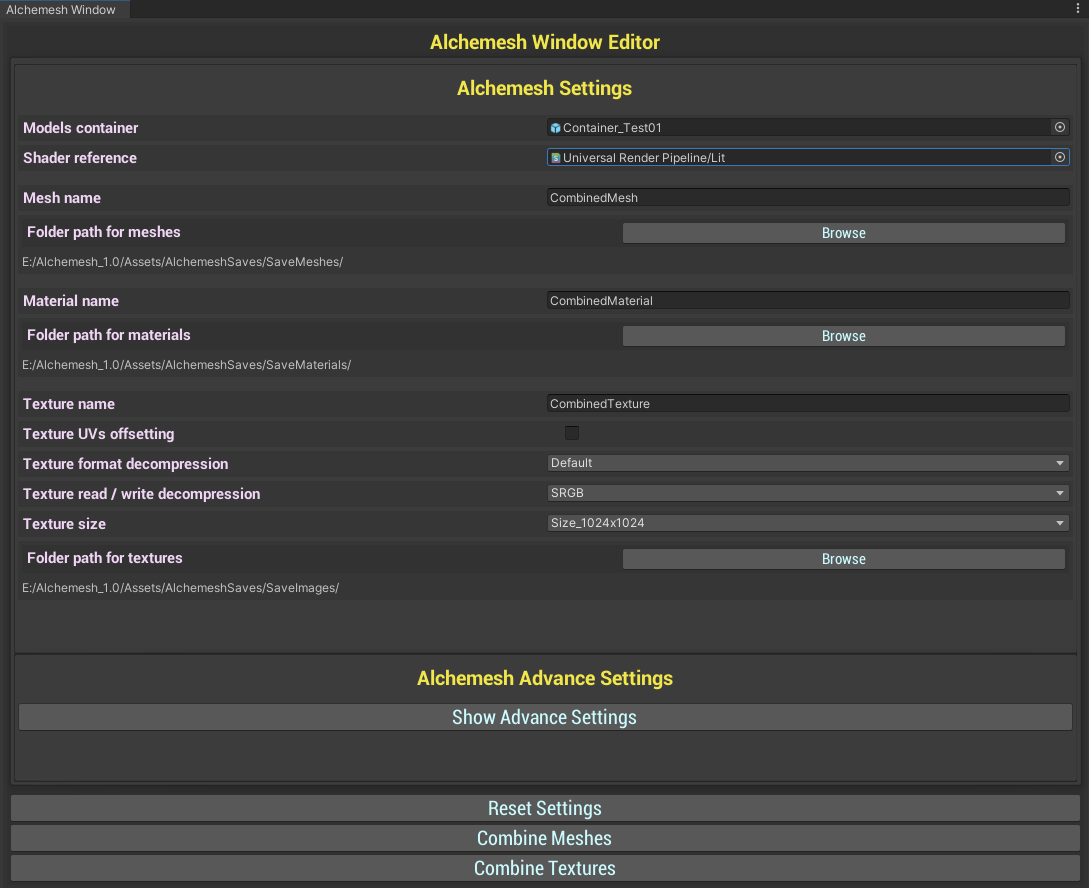 Alchemesh Window
Alchemesh Window Editor
Alchemesh Settings
Models container Container_Test01
Shader reference Universal Render Pipeline/Lit
Mesh name CombinedMesh
Folder path for meshes Browse
E:/Alchemesh_1.0/Assets/AlchemeshSaves/SaveMeshes/
Material name CombinedMaterial
Folder path for materials Browse
E:/Alchemesh_1.0/Assets/AlchemeshSaves/SaveMaterials/
Texture name CombinedTexture
Texture UVs offsetting
Texture format decompression Default
Texture read / write decompression SRGB
Texture size Size_1024x1024
Folder path for textures Browse
E:/Alchemesh_1.0/Assets/AlchemeshSaves/SaveImages/
Alchemesh Advance Settings
Show Advance Settings
Reset Settings
Combine Meshes
Combine Textures